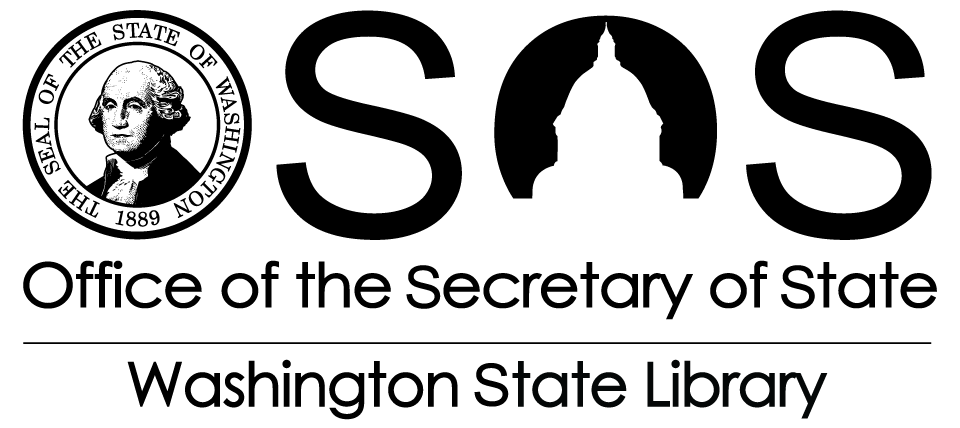 THE SEAL OF THE STATE OF WASHINGTON
1889
SOS
Office of the Secretary of State
Washington State Library